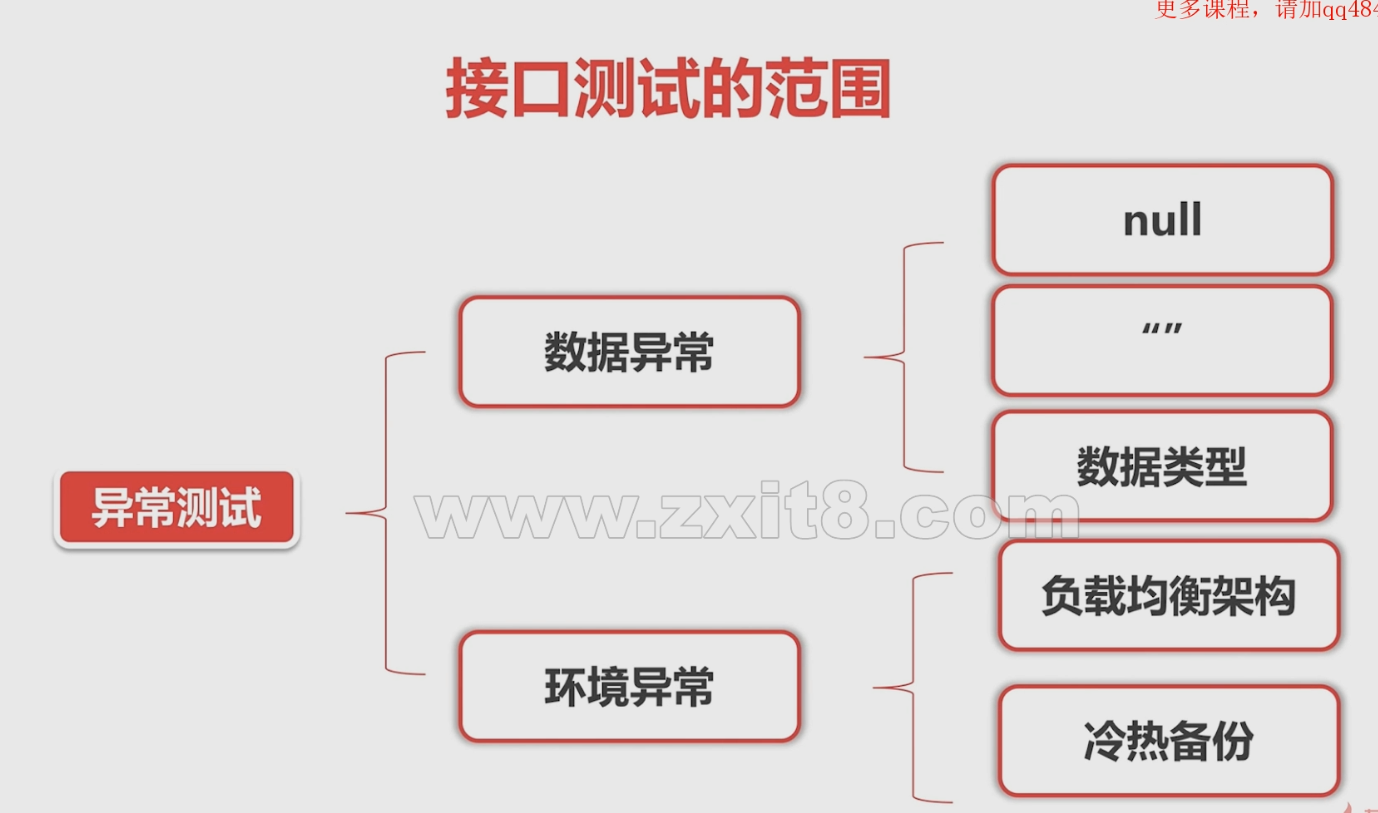 更多课程，请加qq484
接口测试的范围
null
“”
数据异常
数据类型
异常测试
www.zxit8.com
负载均衡架构
环境异常
冷热备份